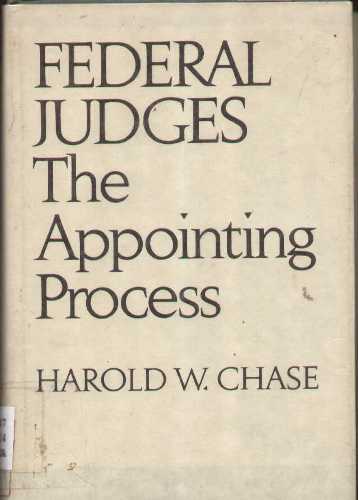 FEDERAL
JUDGES
The
Appointing
Process
HAROLD W. CHASE